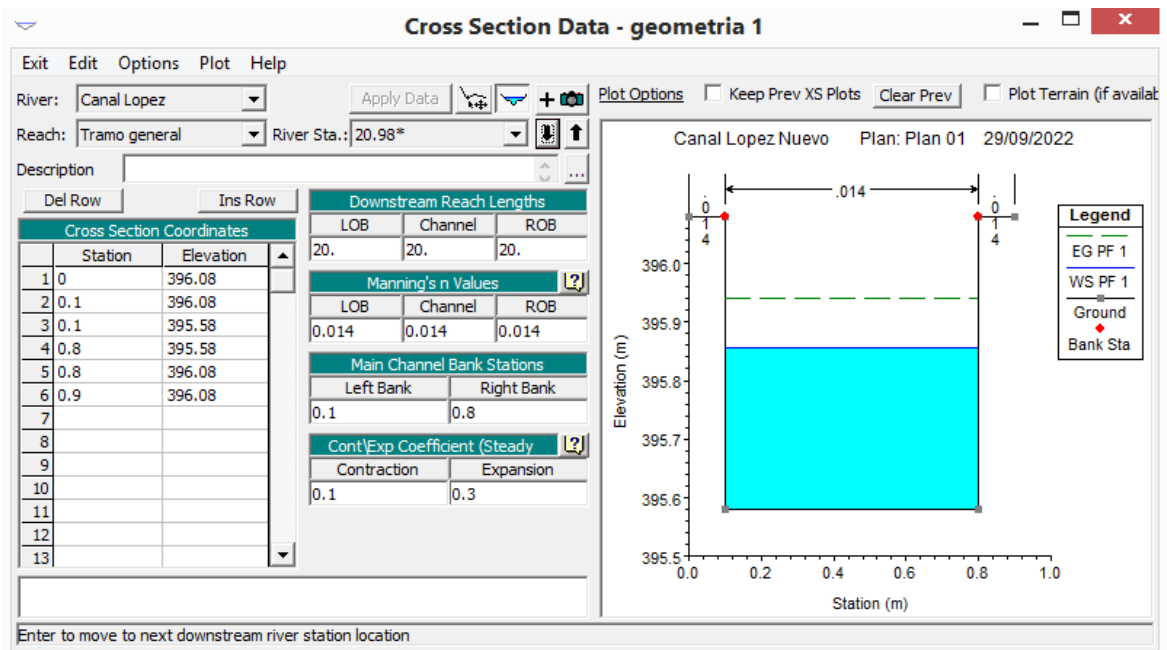 Cross Section Data - geometria 1
Exit Edit Options Plot Help
River: Canal Lopez Apply Data Plot Options Keep Prev XS Plots Clear Prev Plot Terrain (if availab
Reach: Tramo general River Sta.: 20.98*
Description ...
Del Row Ins Row
Cross Section Coordinates
Station Elevation
1 0 396.08
2 0.1 396.08
3 0.1 395.58
4 0.8 395.58
5 0.8 396.08
6 0.9 396.08
7
8
9
10
11
12
13
Downstream Reach Lengths
LOB Channel ROB
20. 20. 20.
Manning's n Values
LOB Channel ROB
0.014 0.014 0.014
Main Channel Bank Stations
Left Bank Right Bank
0.1 0.8
Cont\Exp Coefficient (Steady
Contraction Expansion
0.1 0.3
Canal Lopez Nuevo Plan: Plan 01 29/09/2022
.014 .014 .014
Legend
EG PF 1
WS PF 1
Ground
Bank Sta
396.0
395.9
395.8
395.7
395.6
395.5
Elevation (m)
0.0 0.2 0.4 0.6 0.8 1.0
Station (m)
Enter to move to next downstream river station location